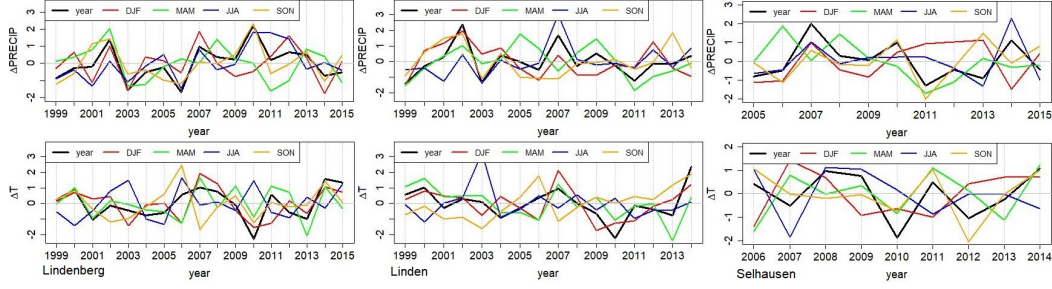 year DJF MAM JJA SON
ΔPRECIP
3
2
1
0
-2
1999 2001 2003 2005 2007 2009 2011 2013 2015
year
year DJF MAM JJA SON
ΔPRECIP
3
2
1
0
-2
1999 2001 2003 2005 2007 2009 2011 2013
year
year DJF MAM JJA SON
ΔPRECIP
3
2
1
0
-1
-2
2005 2007 2009 2011 2013 2015
year
year DJF MAM JJA SON
ΔT
3
2
1
0
-2
1999 2001 2003 2005 2007 2009 2011 2013 2015
Lindenberg
year
year DJF MAM JJA SON
ΔT
3
2
1
0
-2
1999 2001 2003 2005 2007 2009 2011 2013
Linden
year
year DJF MAM JJA SON
ΔT
2
1
0
-1
-2
2006 2007 2008 2009 2010 2011 2012 2013 2014
Selhausen
year